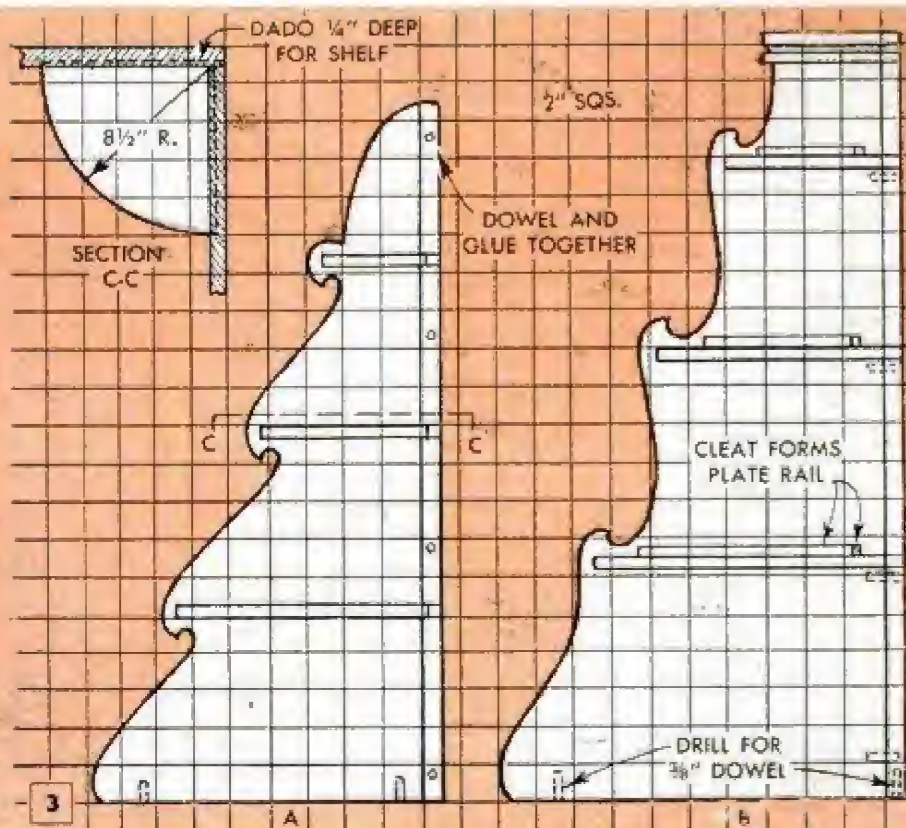 DADO ¼" DEEP
FOR SHELF
8½" R.
SECTION
C-C
½" SQS.
DOWEL AND
GLUE TOGETHER
C
C
CLEAT FORMS
PLATE RAIL
DRILL FOR
⅜" DOWEL
3
A
B